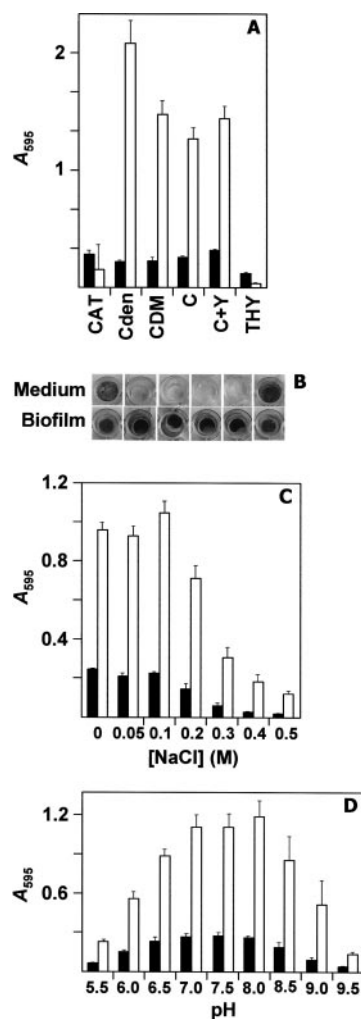 A
2
1
A595
CAT
Cden
CDM
C
C+Y
THY
B
Medium
Biofilm
C
1.2
0.8
0.4
A595
0 0.05 0.1 0.2 0.3 0.4 0.5
[NaCl] (M)
D
1.2
0.6
A595
5.5 6.0 6.5 7.0 7.5 8.0 8.5 9.0 9.5
pH